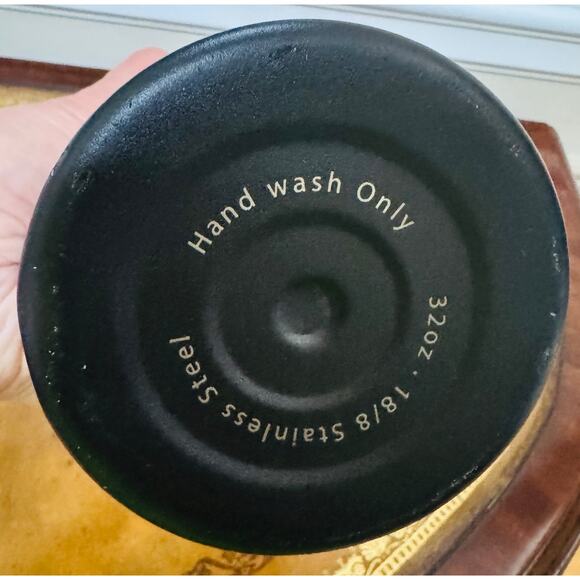 Hand wash Only
32oz · 18/8 Stainless Steel